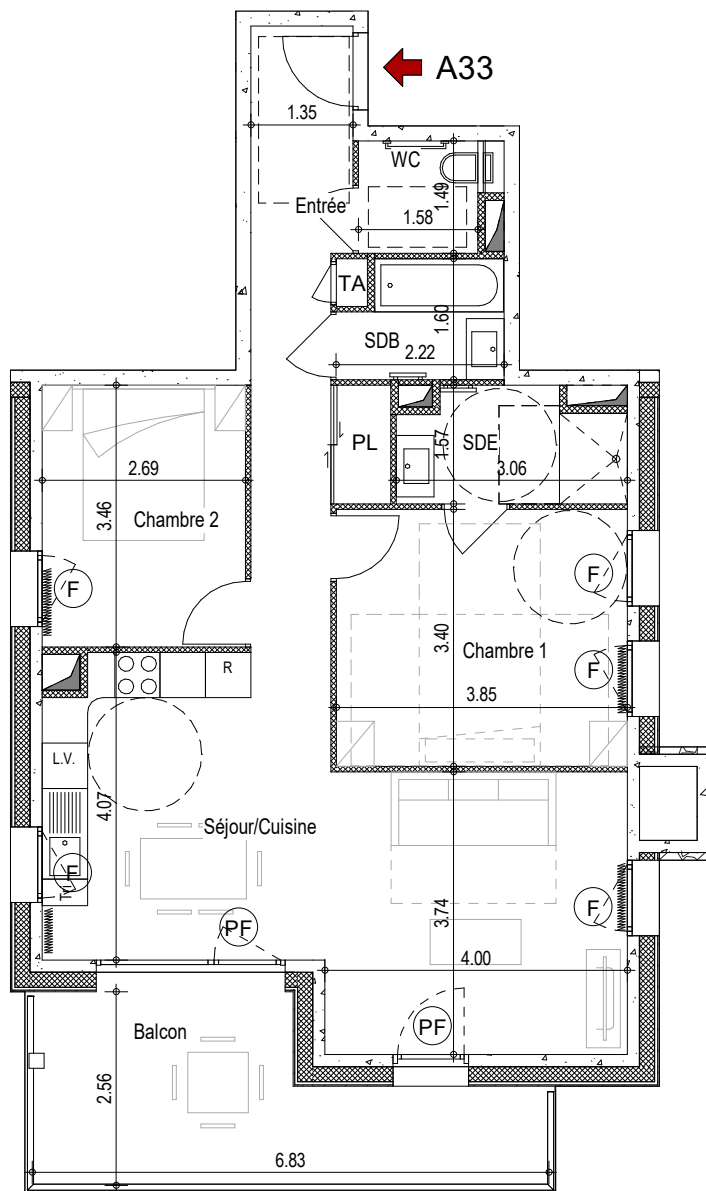 A33
1.35
WC
1.49
Entrée
1.58
TA
1.60
SDB
2.22
PL
1.57
SDE
3.06
2.69
3.46
Chambre 2
F
F
3.40
Chambre 1
F
3.85
R
L.V.
4.07
Séjour/Cuisine
F
3.74
F
PF
4.00
PF
Balcon
2.56
6.83